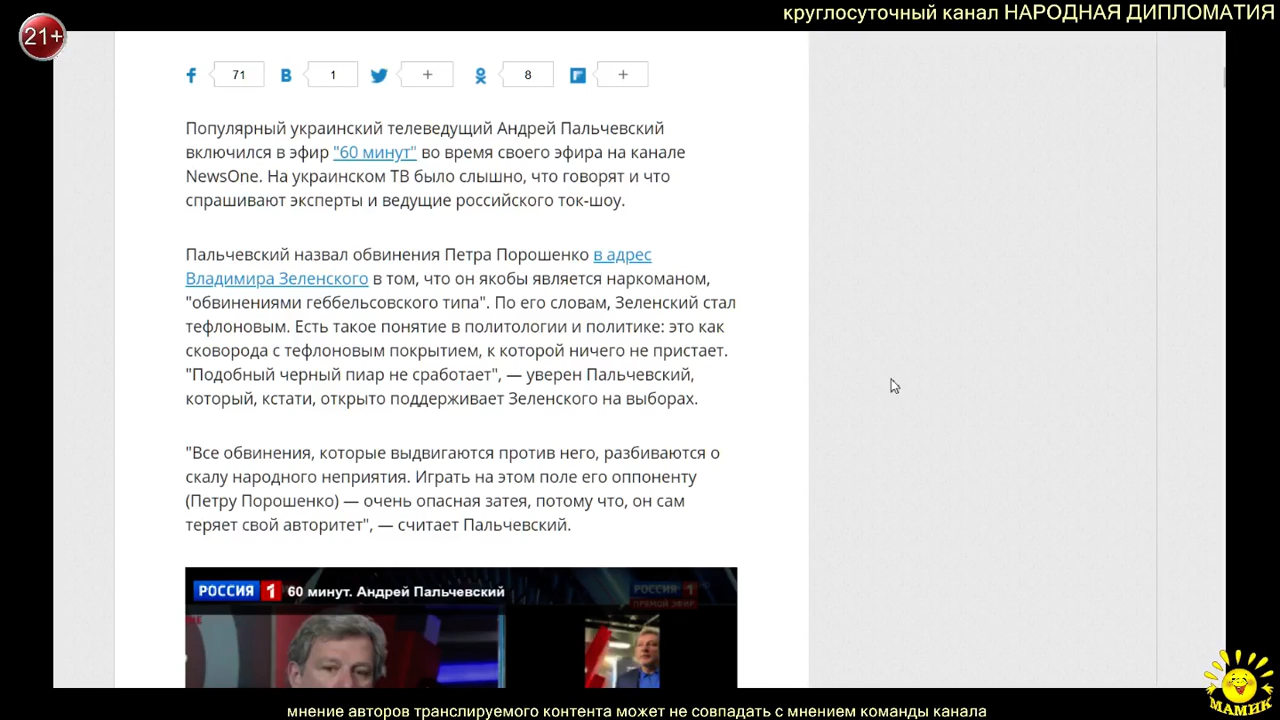 круглосуточный канал НАРОДНАЯ ДИПЛОМАТИЯ
21+
71
1
+
8
+
Популярный украинский телеведущий Андрей Пальчевский
включился в эфир "60 минут" во время своего эфира на канале
NewsOne. На украинском ТВ было слышно, что говорят и что
спрашивают эксперты и ведущие российского ток-шоу.
Пальчевский назвал обвинения Петра Порошенко в адрес
Владимира Зеленского в том, что он якобы является наркоманом,
"обвинениями геббельсовского типа". По его словам, Зеленский стал
тефлоновым. Есть такое понятие в политологии и политике: это как
сковорода с тефлоновым покрытием, к которой ничего не пристает.
"Подобный черный пиар не сработает", — уверен Пальчевский,
который, кстати, открыто поддерживает Зеленского на выборах.
"Все обвинения, которые выдвигаются против него, разбиваются о
скалу народного неприятия. Играть на этом поле его оппоненту
(Петру Порошенко) — очень опасная затея, потому что, он сам
теряет свой авторитет", — считает Пальчевский.
РОССИЯ 1 60 минут. Андрей Пальчевский
РОССИЯ 1
ПРЯМОЙ ЭФИР
МАМИК
мнение авторов транслируемого контента может не совпадать с мнением команды канала